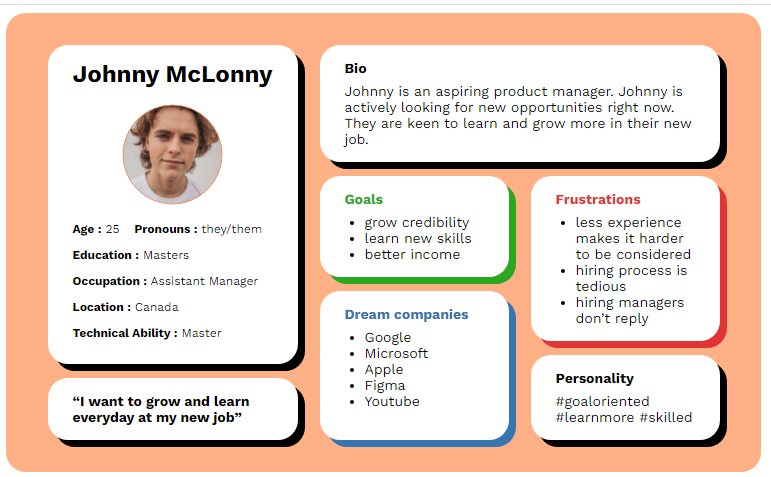 Johnny McLonny
Age : 25 Pronouns : they/them
Education : Masters
Occupation : Assistant Manager
Location : Canada
Technical Ability : Master
“I want to grow and learn
everyday at my new job”
Bio
Johnny is an aspiring product manager. Johnny is
actively looking for new opportunities right now.
They are keen to learn and grow more in their new
job.
Goals
• grow credibility
• learn new skills
• better income
Dream companies
• Google
• Microsoft
• Apple
• Figma
• Youtube
Frustrations
• less experience
makes it harder
to be considered
• hiring process is
tedious
• hiring managers
don’t reply
Personality
#goaloriented
#learnmore #skilled